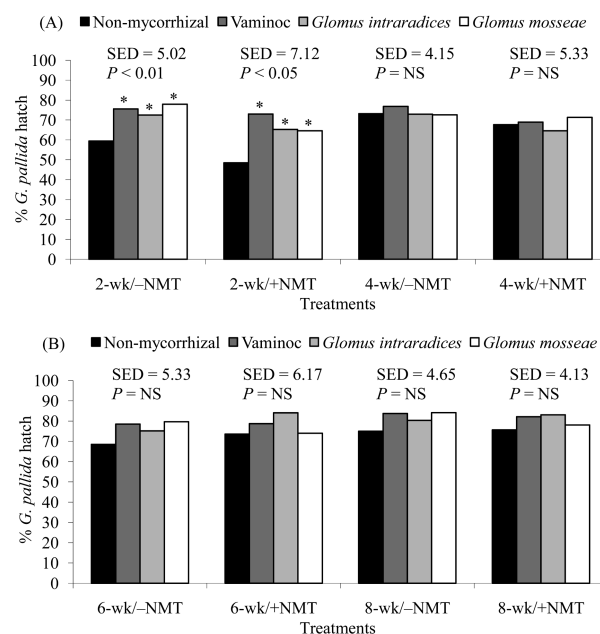 (A) Non-mycorrhizal Vaminoc Glomus intraradices Glomus mosseae
SED = 5.02 SED = 7.12 SED = 4.15 SED = 5.33
P < 0.01 P < 0.05 P = NS P = NS
100
90
80
70
60
50
40
30
20
10
0
% G. pallida hatch
* * * * * *
2-wk/–NMT 2-wk/+NMT 4-wk/–NMT 4-wk/+NMT
Treatments
(B) Non-mycorrhizal Vaminoc Glomus intraradices Glomus mosseae
SED = 5.33 SED = 6.17 SED = 4.65 SED = 4.13
P = NS P = NS P = NS P = NS
100
90
80
70
60
50
40
30
20
10
0
% G. pallida hatch
6-wk/–NMT 6-wk/+NMT 8-wk/–NMT 8-wk/+NMT
Treatments